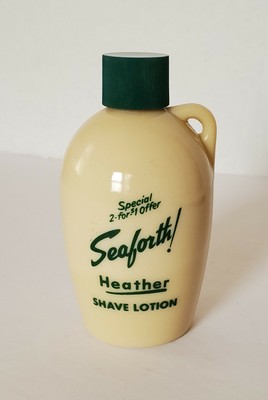 Special
2-for-$1 Offer
Seaforth!
Heather
SHAVE LOTION